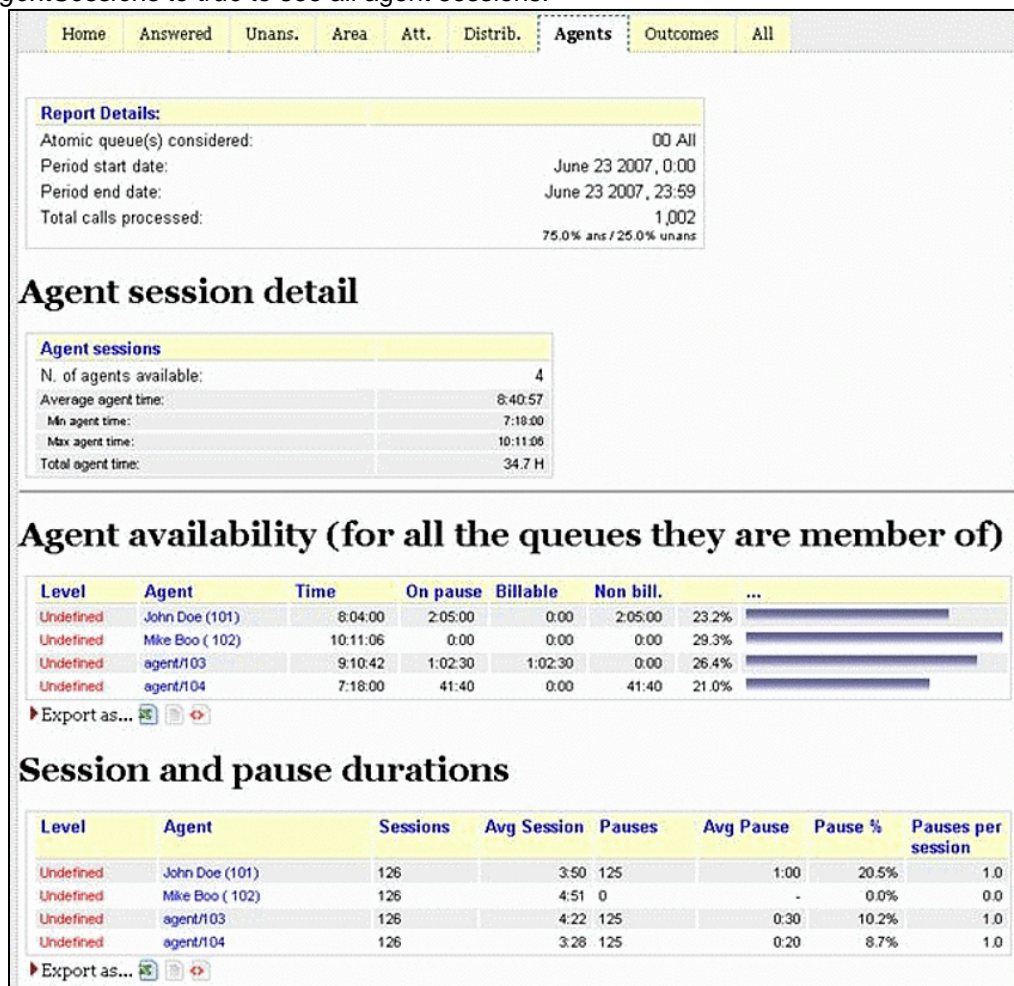 gentSessions to true to see all agent sessions.
Home Answered Unans. Area Att. Distrib. Agents Outcomes All
Report Details:
Atomic queue(s) considered: 00 All
Period start date: June 23 2007, 0:00
Period end date: June 23 2007, 23:59
Total calls processed: 1,002
75.0% ans / 25.0% unans
Agent session detail
Agent sessions
N. of agents available: 4
Average agent time: 8:40:57
Min agent time: 7:18:00
Max agent time: 10:11:06
Total agent time: 34.7 H
Agent availability (for all the queues they are member of)
Level Agent Time On pause Billable Non bill. ...
Undefined John Doe (101) 8:04:00 2:05:00 0:00 2:05:00 23.2%
Undefined Mike Boo ( 102) 10:11:06 0:00 0:00 0:00 29.3%
Undefined agent/103 9:10:42 1:02:30 1:02:30 0:00 26.4%
Undefined agent/104 7:18:00 41:40 0:00 41:40 21.0%
Export as...
Session and pause durations
Level Agent Sessions Avg Session Pauses Avg Pause Pause % Pauses per
session
Undefined John Doe (101) 126 3:50 125 1:00 20.5% 1.0
Undefined Mike Boo ( 102) 126 4:51 0 - 0.0% 0.0
Undefined agent/103 126 4:22 125 0:30 10.2% 1.0
Undefined agent/104 126 3:28 125 0:20 8.7% 1.0
Export as...